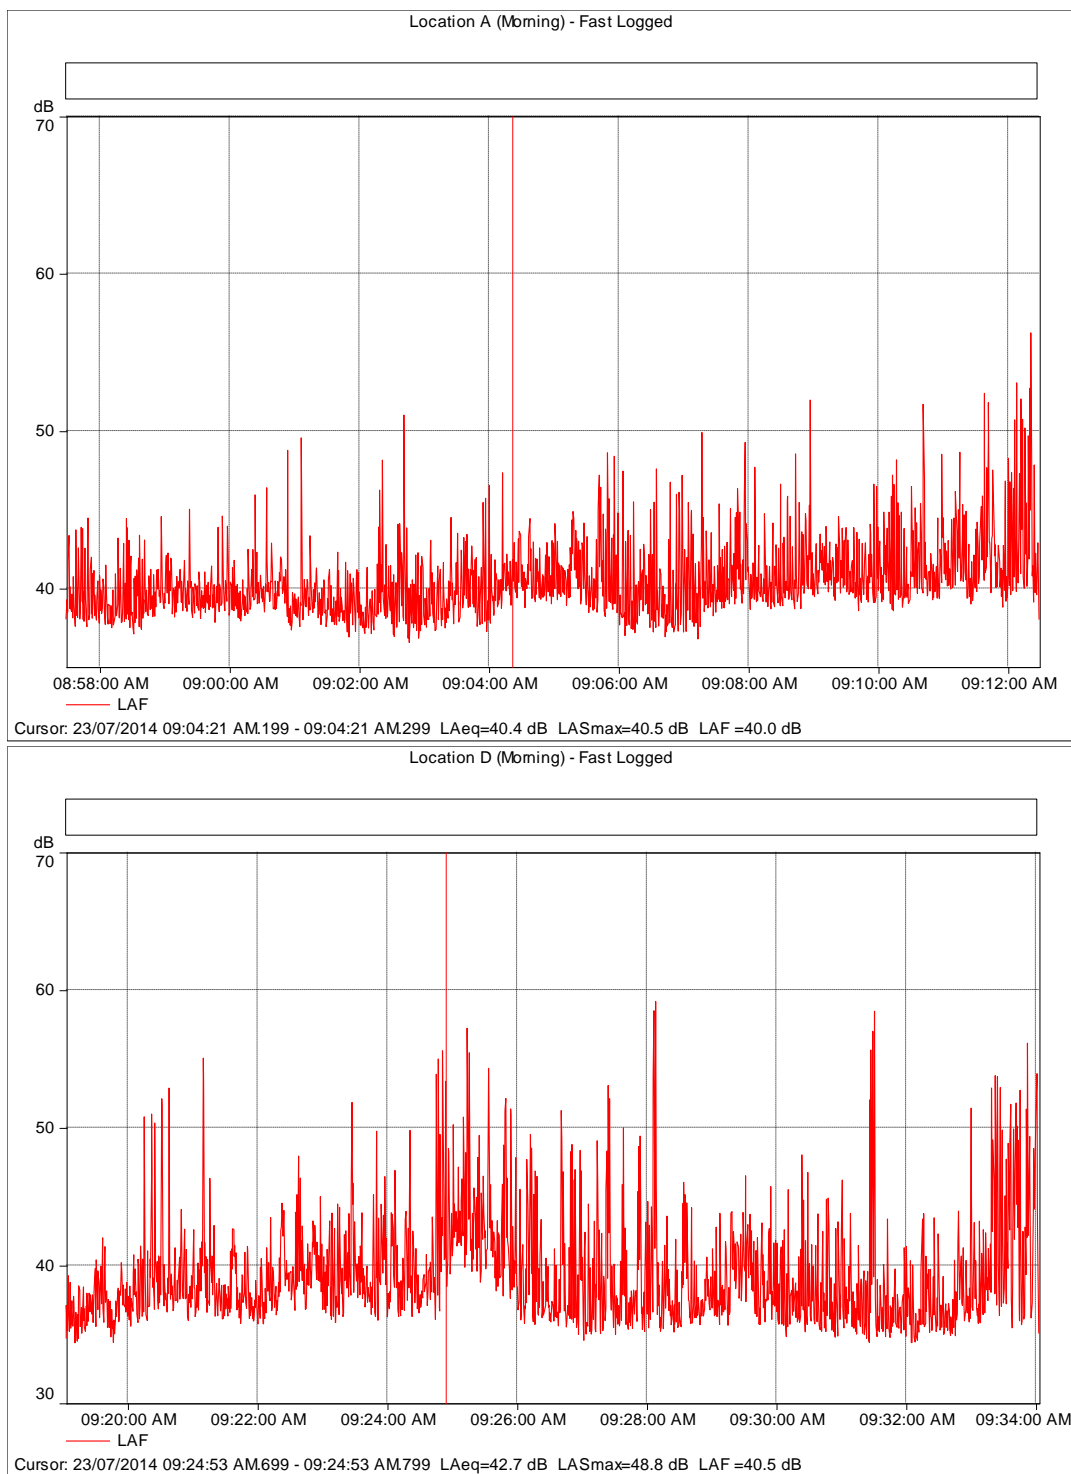 Location A (Morning) - Fast Logged
dB
70
60
50
40
08:58:00 AM 09:00:00 AM 09:02:00 AM 09:04:00 AM 09:06:00 AM 09:08:00 AM 09:10:00 AM 09:12:00 AM
LAF
Cursor: 23/07/2014 09:04:21 AM.199 - 09:04:21 AM.299 LAeq=40.4 dB LASmax=40.5 dB LAF =40.0 dB
Location D (Morning) - Fast Logged
dB
70
60
50
40
30
09:20:00 AM 09:22:00 AM 09:24:00 AM 09:26:00 AM 09:28:00 AM 09:30:00 AM 09:32:00 AM 09:34:00 AM
LAF
Cursor: 23/07/2014 09:24:53 AM.699 - 09:24:53 AM.799 LAeq=42.7 dB LASmax=48.8 dB LAF =40.5 dB